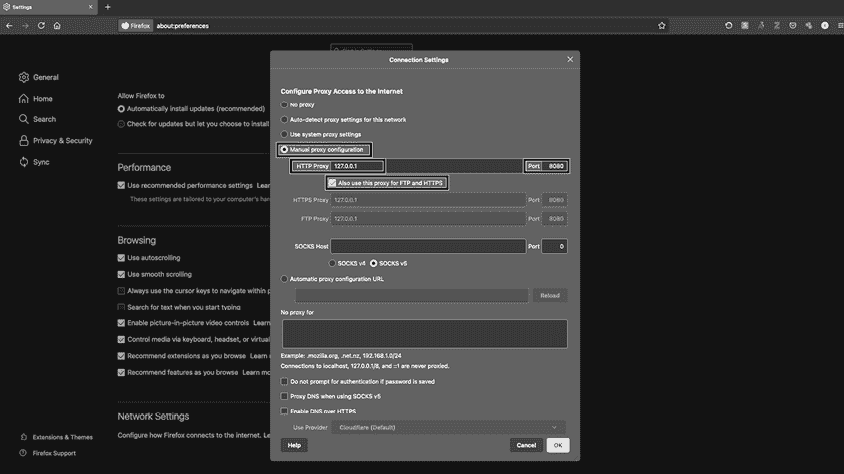 Settings
Firefox about:preferences
General
Home
Search
Privacy & Security
Sync
Extensions & Themes
Firefox Support
Allow Firefox to
Automatically install updates (recommended)
Check for updates but let you choose to install
Performance
Use recommended performance settings Lear
These settings are tailored to your computer's har
Browsing
Use autoscrolling
Use smooth scrolling
Always use the cursor keys to navigate within p
Search for text when you start typing
Enable picture-in-picture video controls Learn
Control media via keyboard, headset, or virtual
Recommend extensions as you browse Learn
Recommend features as you browse Learn mo
Network Settings
Configure how Firefox connects to the internet. Le
Connection Settings
Configure Proxy Access to the Internet
No proxy
Auto-detect proxy settings for this network
Use system proxy settings
Manual proxy configuration
HTTP Proxy 127.0.0.1 Port 8080
Also use this proxy for FTP and HTTPS
HTTPS Proxy 127.0.0.1 Port 8080
FTP Proxy 127.0.0.1 Port 8080
SOCKS Host Port 0
SOCKS v4 SOCKS v5
Automatic proxy configuration URL
Reload
No proxy for
Example: .mozilla.org, .net.nz, 192.168.1.0/24
Connections to localhost, 127.0.0.1/8, and ::1 are never proxied.
Do not prompt for authentication if password is saved
Proxy DNS when using SOCKS v5
Enable DNS over HTTPS
Use Provider Cloudflare (Default)
Help Cancel OK